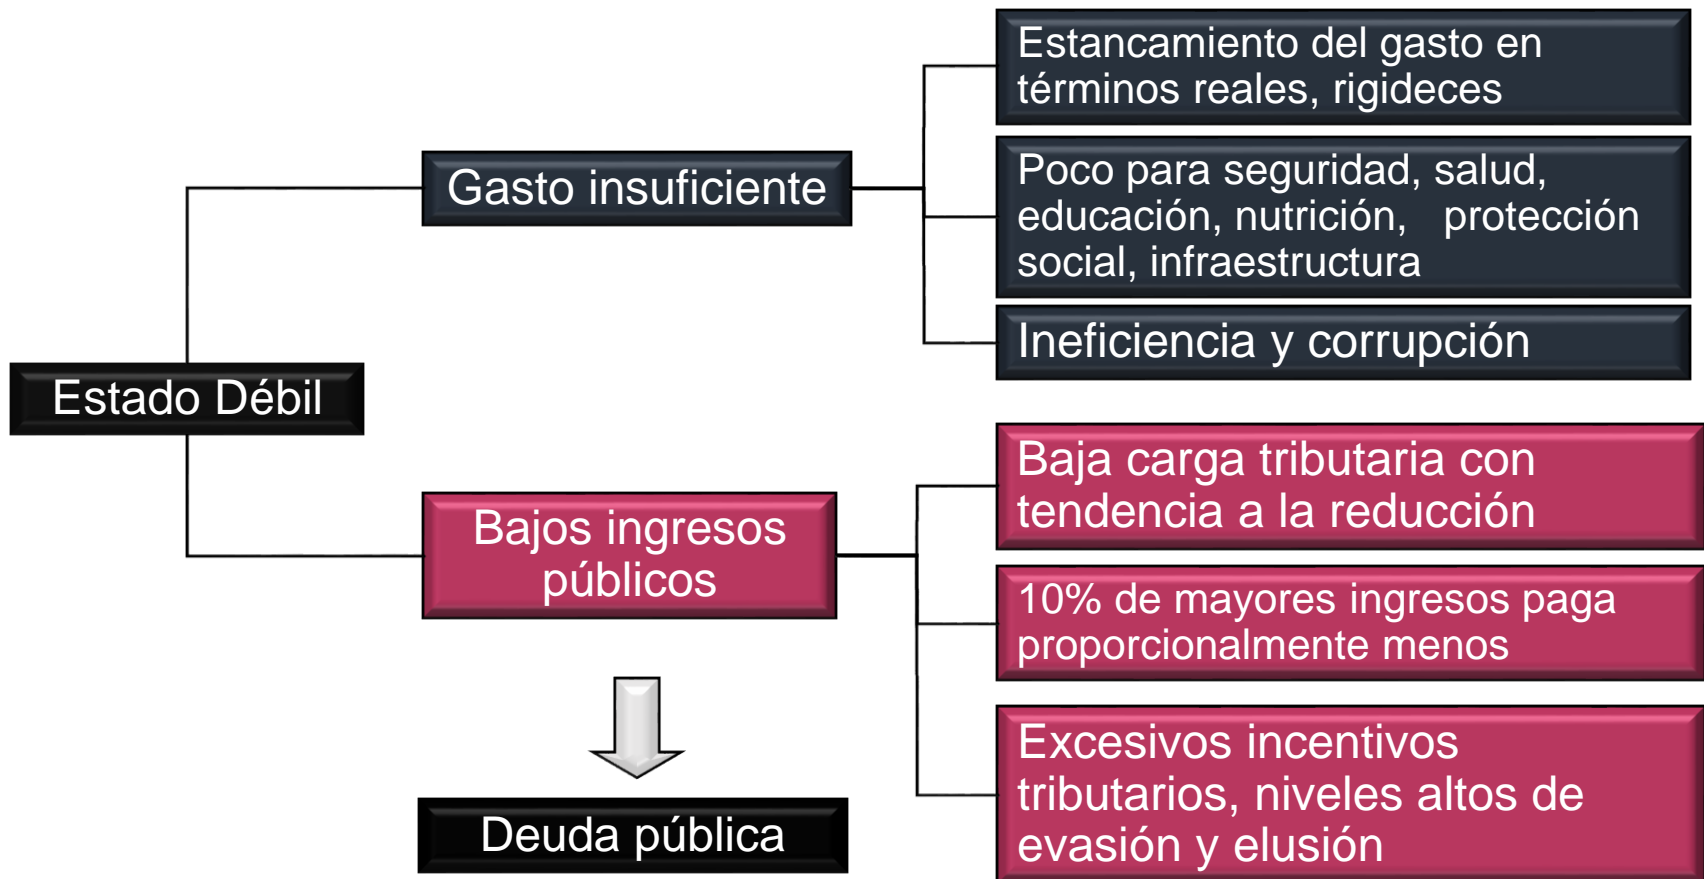 Estado Débil
Gasto insuficiente
Estancamiento del gasto en
términos reales, rigideces
Poco para seguridad, salud,
educación, nutrición, protección
social, infraestructura
Ineficiencia y corrupción
Bajos ingresos
públicos
Baja carga tributaria con
tendencia a la reducción
10% de mayores ingresos paga
proporcionalmente menos
Excesivos incentivos
tributarios, niveles altos de
evasión y elusión
Deuda pública